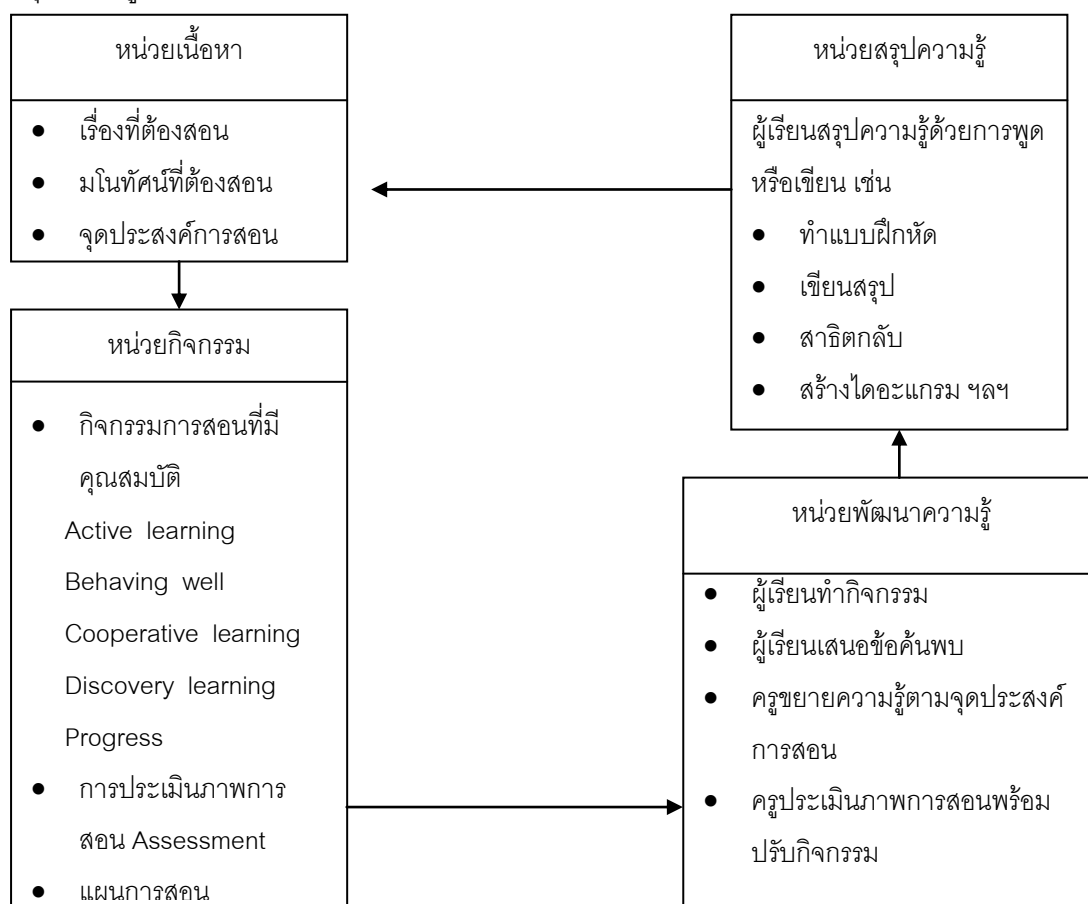 หน่วยเนื้อหา
• เรื่องที่ต้องสอน
• มโนทัศน์ที่ต้องสอน
• จุดประสงค์การสอน
หน่วยกิจกรรม
• กิจกรรมการสอนที่มี
คุณสมบัติ
Active learning
Behaving well
Cooperative learning
Discovery learning
Progress
• การประเมินภาพการ
สอน Assessment
• แผนการสอน
หน่วยสรุปความรู้
ผู้เรียนสรุปความรู้ด้วยการพูด
หรือเขียน เช่น
• ทำแบบฝึกหัด
• เขียนสรุป
• สาธิตกลับ
• สร้างไดอะแกรม ฯลฯ
หน่วยพัฒนาความรู้
• ผู้เรียนทำกิจกรรม
• ผู้เรียนเสนอข้อค้นพบ
• ครูขยายความรู้ตามจุดประสงค์
การสอน
• ครูประเมินภาพการสอนพร้อม
ปรับกิจกรรม